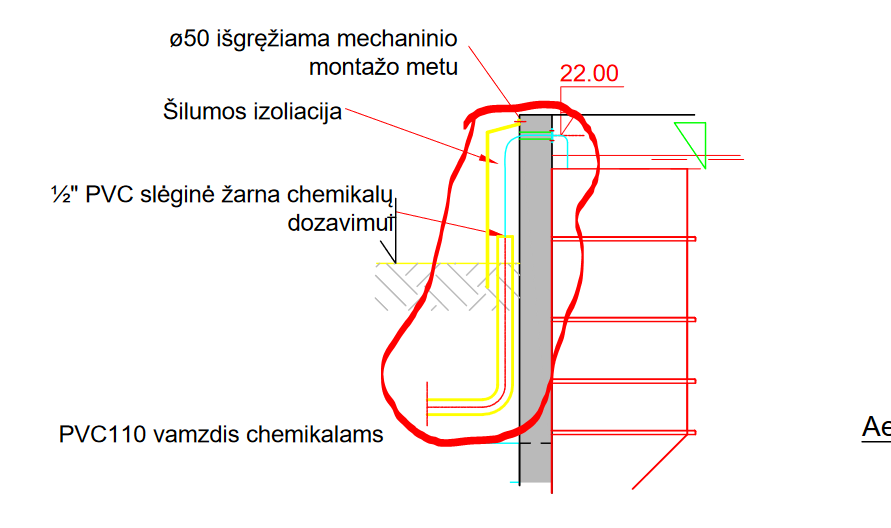 ø50 išgręžiama mechaninio
montažo metu
22.00
Šilumos izoliacija
½" PVC slėginė žarna chemikalų
dozavimui
PVC110 vamzdis chemikalams
Ae